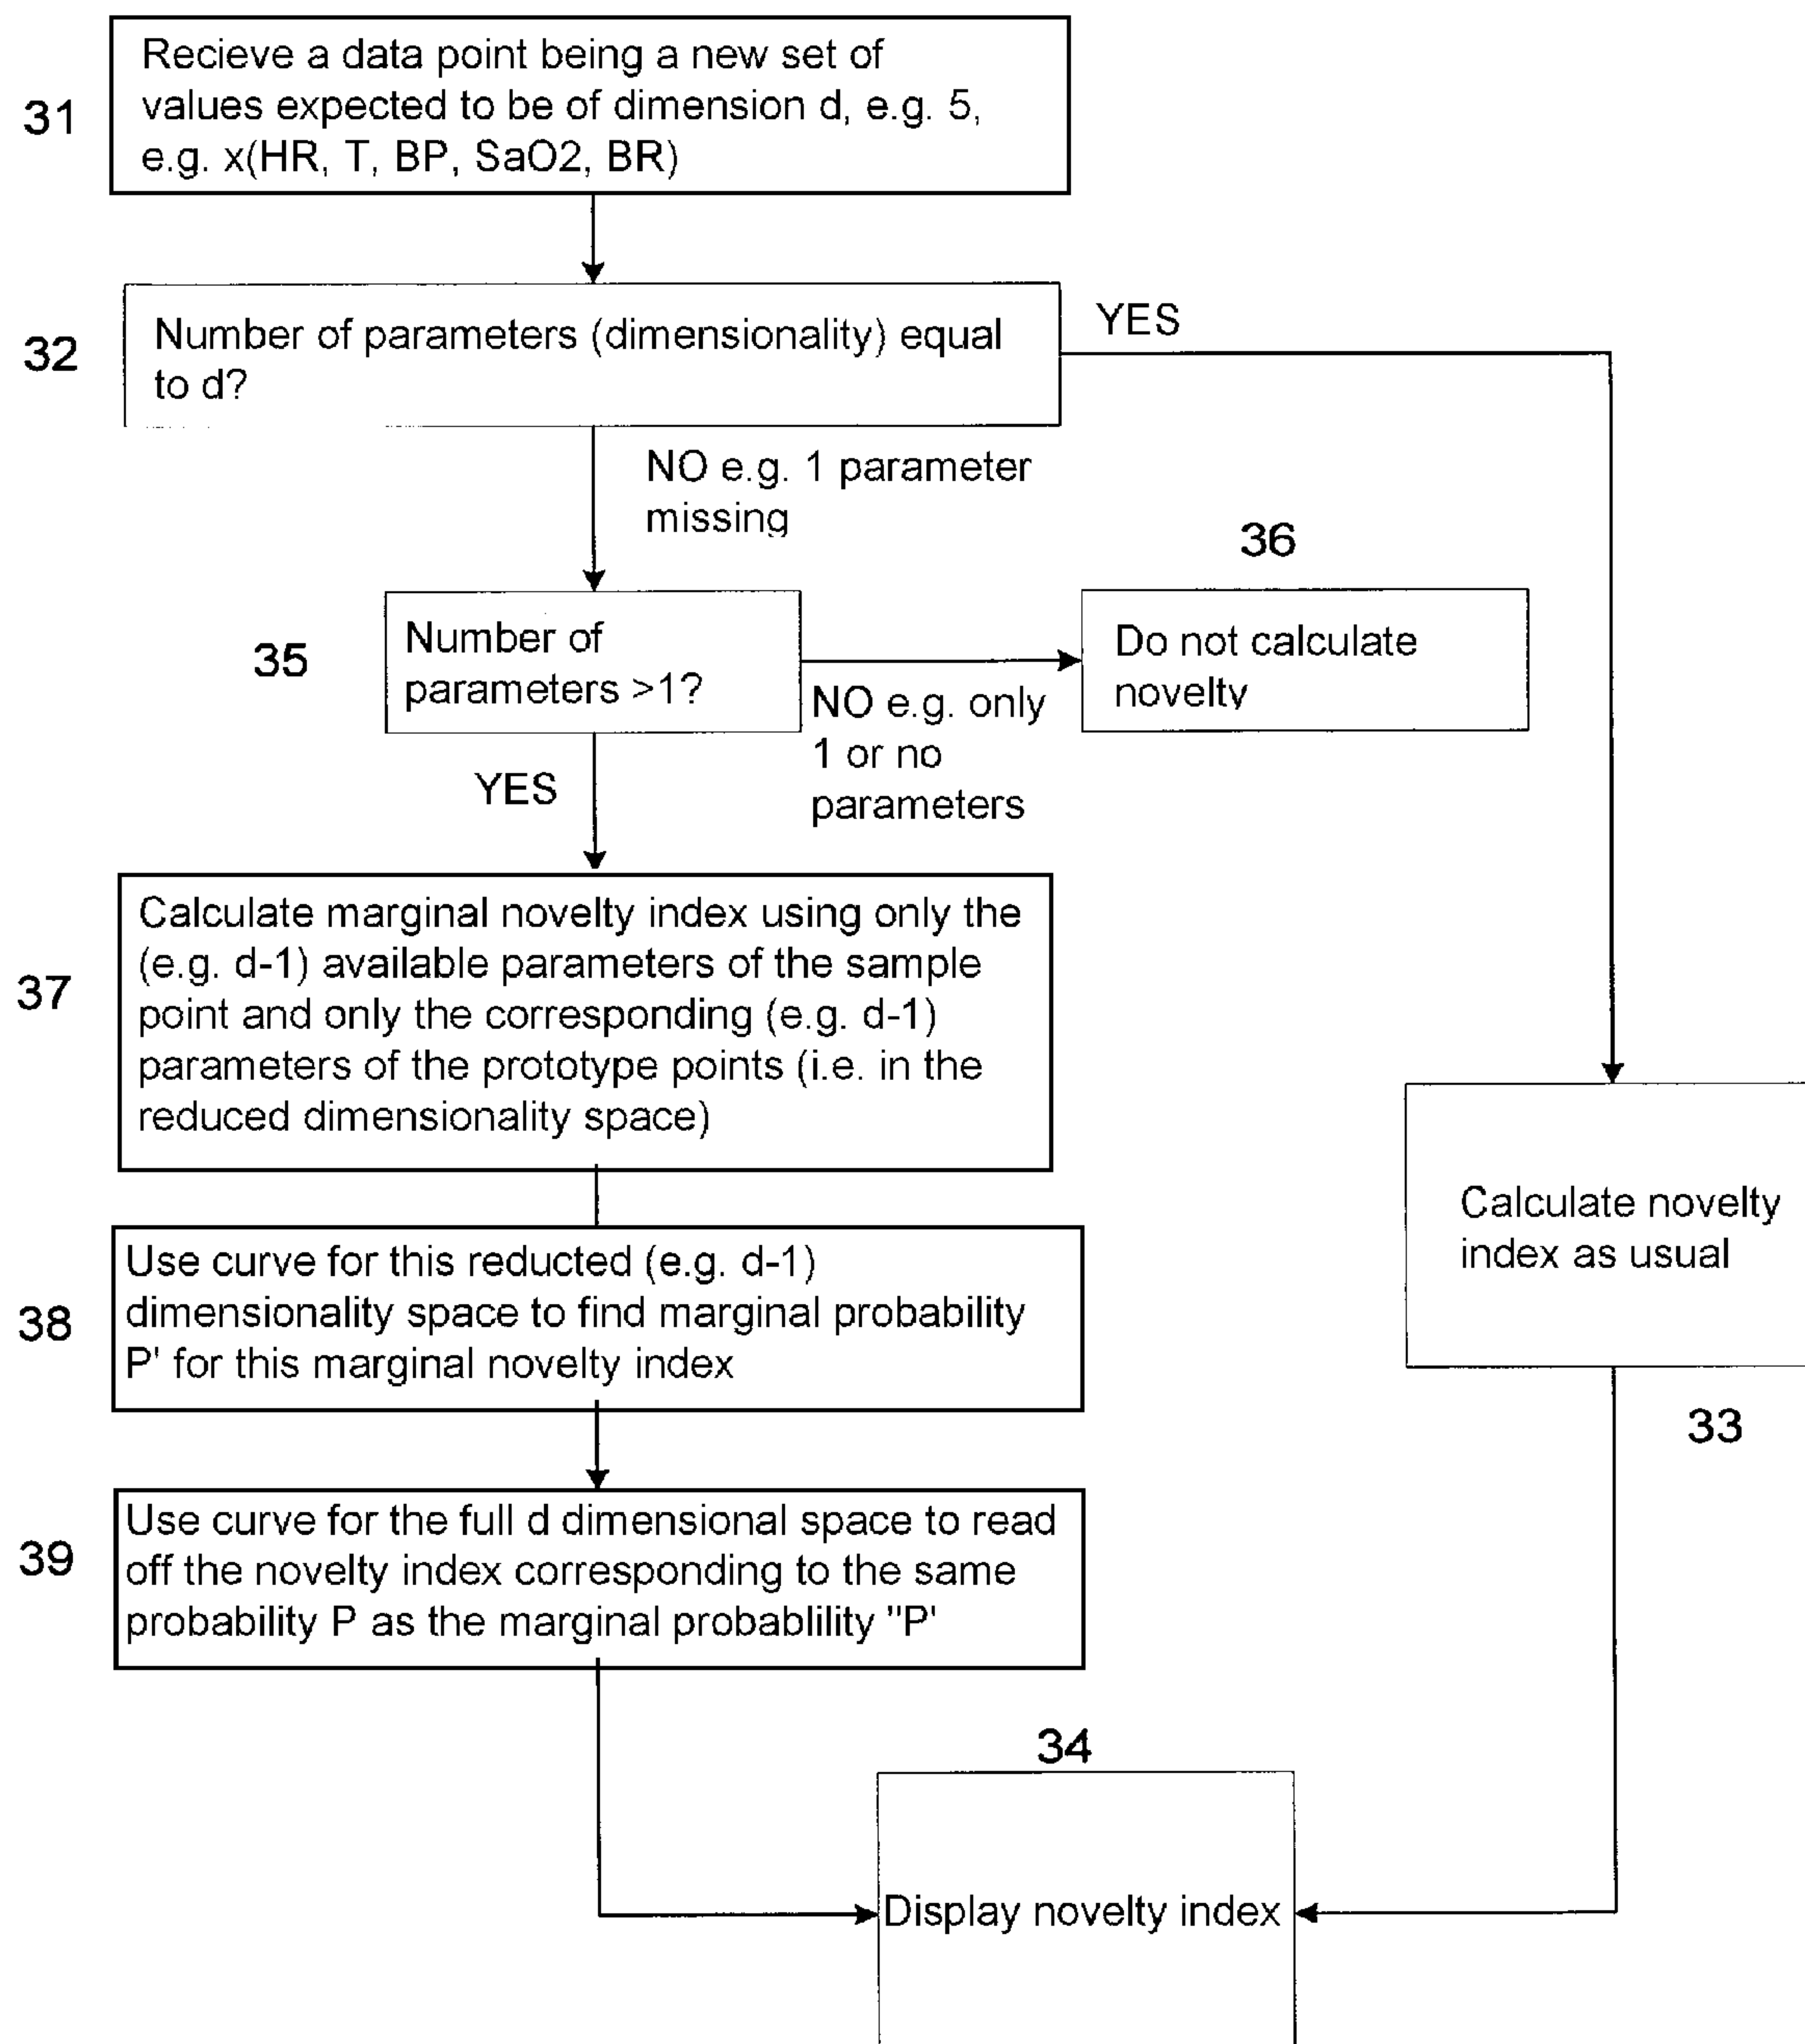 31
Recieve a data point being a new set of
values expected to be of dimension d, e.g. 5,
e.g. x(HR, T, BP, SaO2, BR)
32
Number of parameters (dimensionality) equal
to d?
YES
NO e.g. 1 parameter
missing
35
Number of
parameters >1?
NO e.g. only
1 or no
parameters
36
Do not calculate
novelty
YES
37
Calculate marginal novelty index using only the
(e.g. d-1) available parameters of the sample
point and only the corresponding (e.g. d-1)
parameters of the prototype points (i.e. in the
reduced dimensionality space)
Calculate novelty
index as usual
33
38
Use curve for this reducted (e.g. d-1)
dimensionality space to find marginal probability
P' for this marginal novelty index
39
Use curve for the full d dimensional space to read
off the novelty index corresponding to the same
probability P as the marginal probablility "P'
34
Display novelty index